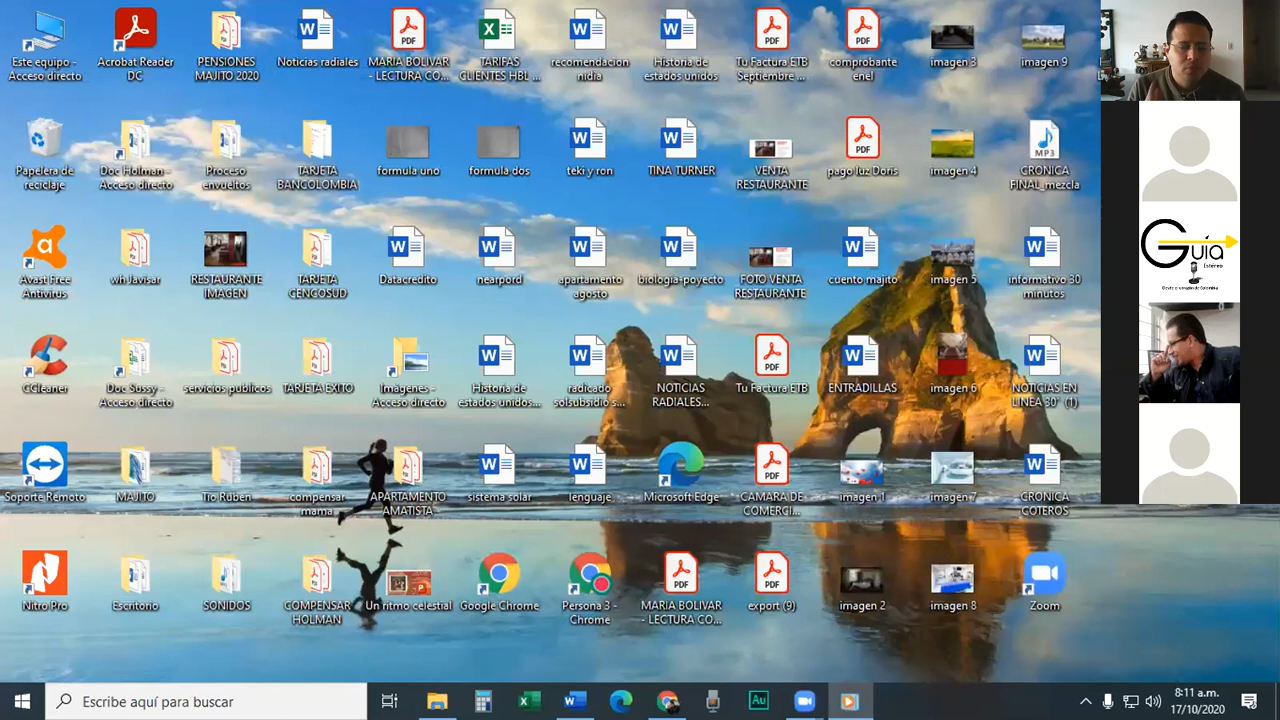 Este equipo -
Acceso directo
Acrobat Reader
DC
PENSIONES
MAJITO 2020
Noticias radiales
MARIA BOLIVAR
- LECTURA CO...
TARIFAS
CLIENTES HBL ...
recomendacion
nidia
Historia de
estados unidos
Tu Factura ETB
Septiembre ...
comprobante
enel
imagen 3
imagen 9
Papelera de
reciclaje
Doc Holman -
Acceso directo
Proceso
envueltos
TARJETA
BANCOLOMBIA
formula uno
formula dos
teki y ron
TINA TURNER
VENTA
RESTAURANTE
pago luz Doris
imagen 4
CRONICA
FINAL_mezcla
MP3
Avast Free
Antivirus
wh Javisar
RESTAURANTE
IMAGEN
TARJETA
CENCOSUD
Datacredito
nearpord
apartamento
agosto
biologia-poyecto
FOTO VENTA
RESTAURANTE
cuento majito
imagen 5
informativo 30
minutos
CCleaner
Doc Sussy -
Acceso directo
servicios publicos
TARJETA EXITO
Imágenes -
Acceso directo
Historia de
estados unidos...
radicado
solsubsidio s...
NOTICIAS
RADIALES...
Tu Factura ETB
ENTRADILLAS
imagen 6
NOTICIAS EN
LINEA 30" (1)
Soporte Remoto
MAJITO
Tio Ruben
compensar
mama
APARTAMENTO
AMATISTA
sistema solar
lenguaje
Microsoft Edge
CAMARA DE
COMERCI...
imagen 1
imagen 7
CRONICA
COTEROS
Nitro Pro
Escritorio
SONIDOS
COMPENSAR
HOLMAN
Un ritmo celestial
Google Chrome
Persona 3 -
Chrome
MARIA BOLIVAR
- LECTURA CO...
export (9)
imagen 2
imagen 8
Zoom
Guía
Estéreo
Desde el corazón de Colombia
Escribe aquí para buscar
Au
8:11 a.m.
17/10/2020